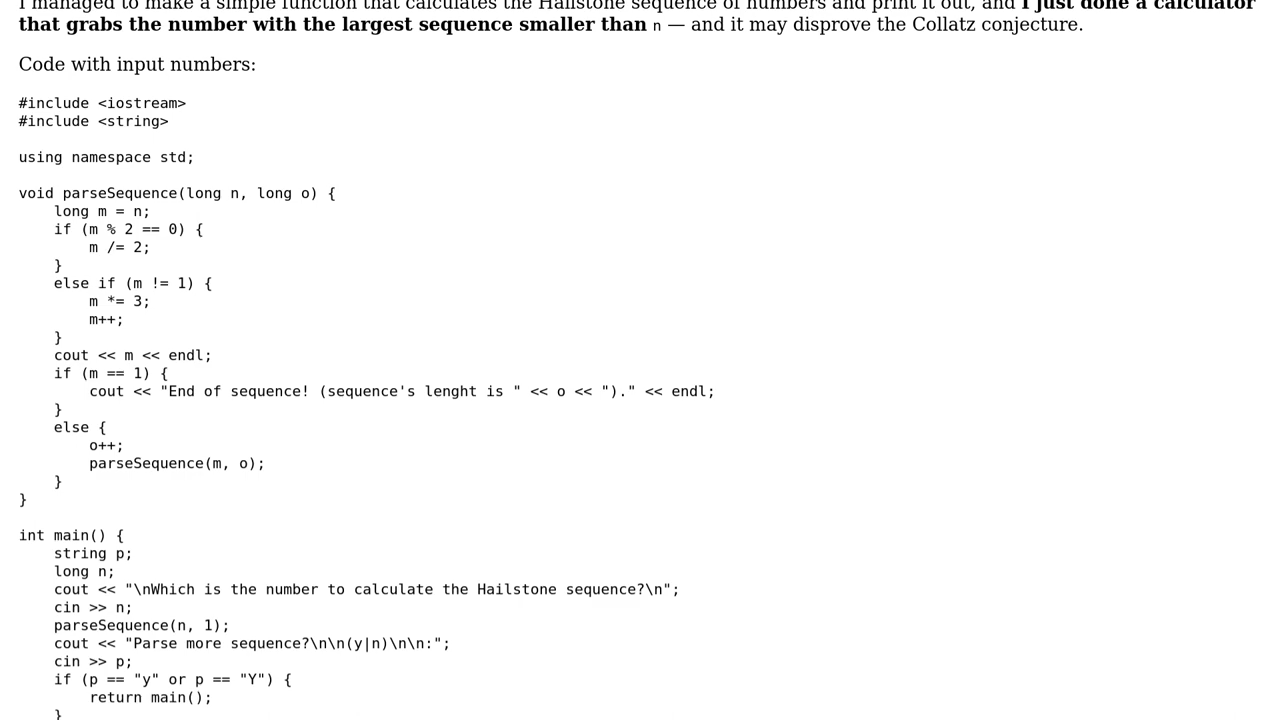 I managed to make a simple function that calculates the Hailstone sequence of numbers and print it out, and I just done a calculator
that grabs the number with the largest sequence smaller than n — and it may disprove the Collatz conjecture.
Code with input numbers:
#include <iostream>
#include <string>
using namespace std;
void parseSequence(long n, long o) {
    long m = n;
    if (m % 2 == 0) {
        m /= 2;
    }
    else if (m != 1) {
        m *= 3;
        m++;
    }
    cout << m << endl;
    if (m == 1) {
        cout << "End of sequence! (sequence's lenght is " << o << ")." << endl;
    }
    else {
        o++;
        parseSequence(m, o);
    }
}
int main() {
    string p;
    long n;
    cout << "\nWhich is the number to calculate the Hailstone sequence?\n";
    cin >> n;
    parseSequence(n, 1);
    cout << "Parse more sequence?\n\n(y|n)\n\n:";
    cin >> p;
    if (p == "y" or p == "Y") {
        return main();
    }